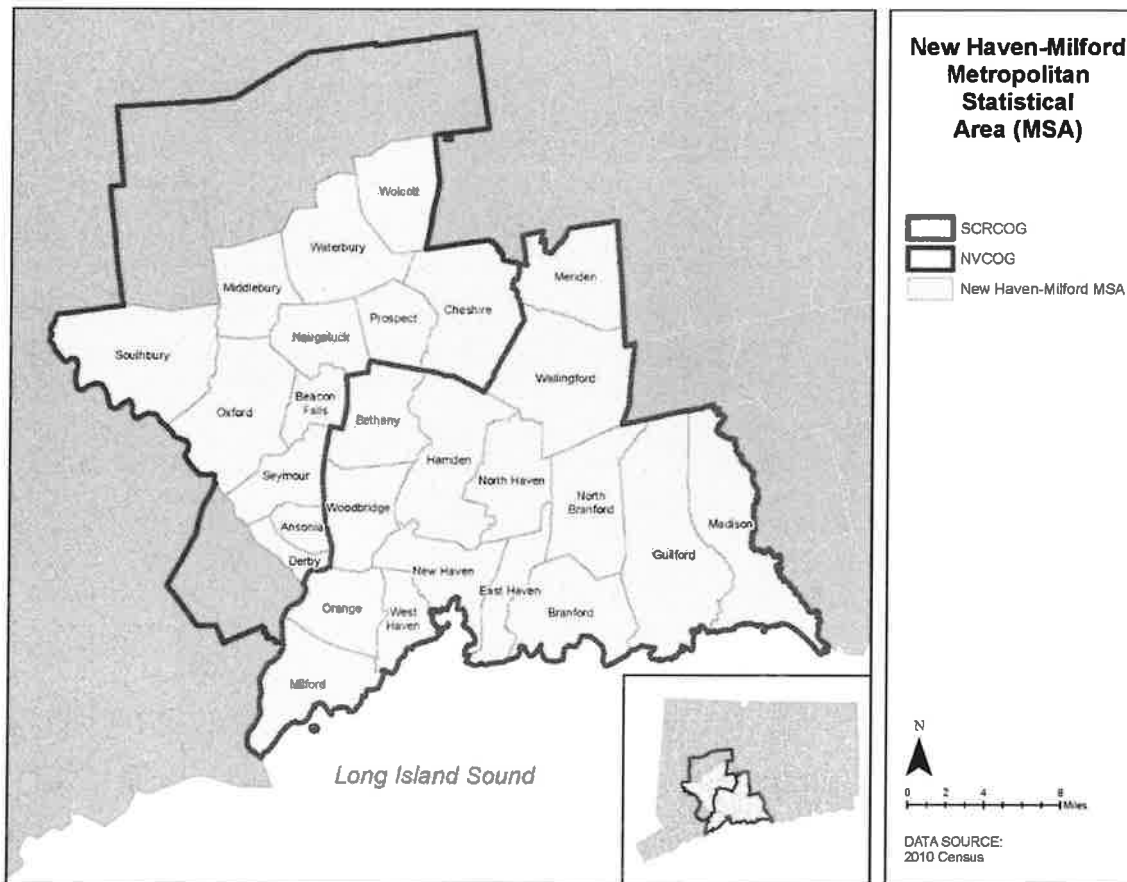 New Haven-Milford
Metropolitan
Statistical
Area (MSA)
SCRCOG
NVCOG
New Haven-Milford MSA
Wolcott
Waterbury
Middlebury
Meriden
Cheshire
Prospect
Naugatuck
Southbury
Wallingford
Beacon
Falls
Oxford
Bethany
Hamden
Seymour
North Haven
Woodbridge
North
Branford
Ansonia
Madison
Guilford
Derby
New Haven
East Haven
Orange
West
Haven
Branford
Milford
Long Island Sound
N
0 2 4 8
Miles
DATA SOURCE:
2010 Census